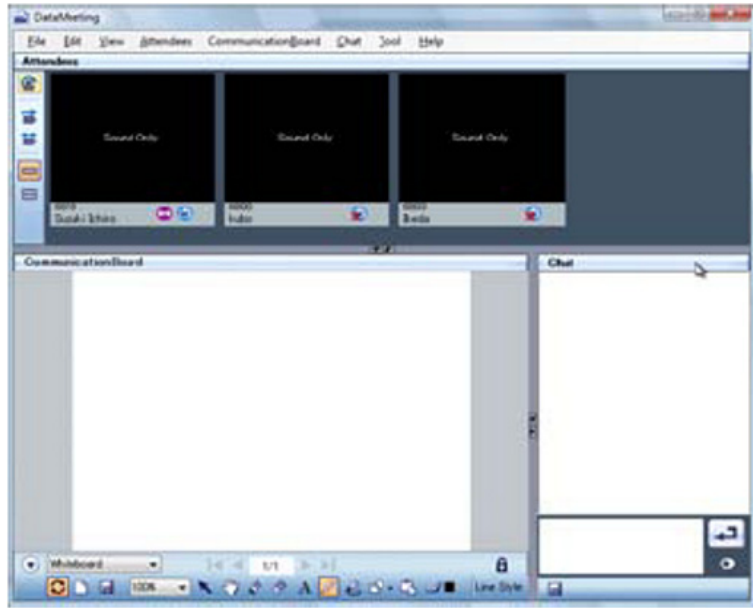 DataMeeting
File Edit View Attendees CommunicationBoard Chat Tool Help
Attendees
Sound Only Sound Only Sound Only
Suzuki Ichiro Kubo Ikeda
CommunicationBoard Chat
Whiteboard 1/1
100% A Line Style